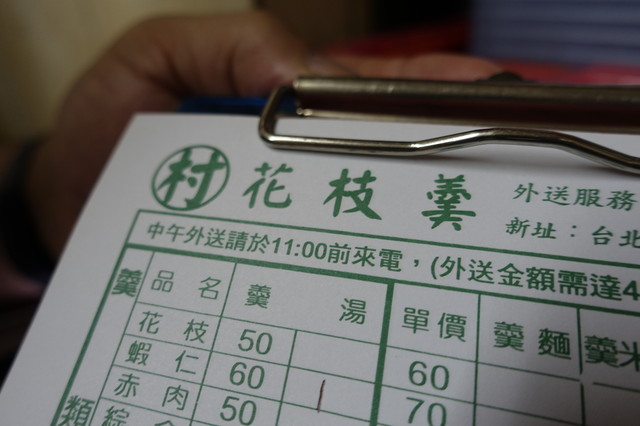 村 花枝羹 外送服務
新址：台北
中午外送請於11:00前來電，(外送金額需達4
羹類 品名 羹湯 單價 羹麵 羹米
花枝 50 60
蝦仁 60 70
赤肉 50
綜合